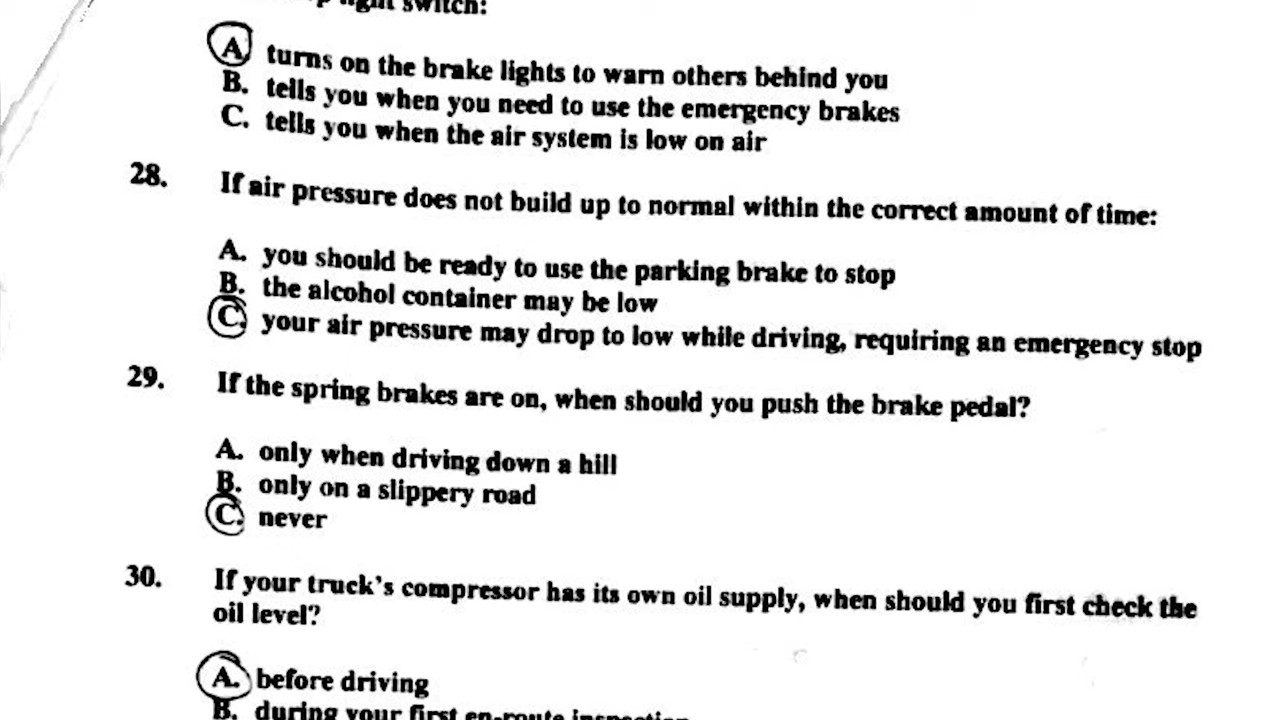 light switch:
A. turns on the brake lights to warn others behind you
B. tells you when you need to use the emergency brakes
C. tells you when the air system is low on air
28. If air pressure does not build up to normal within the correct amount of time:
A. you should be ready to use the parking brake to stop
B. the alcohol container may be low
C. your air pressure may drop to low while driving, requiring an emergency stop
29. If the spring brakes are on, when should you push the brake pedal?
A. only when driving down a hill
B. only on a slippery road
C. never
30. If your truck's compressor has its own oil supply, when should you first check the
oil level?
A. before driving
B. during your first en-route inspection